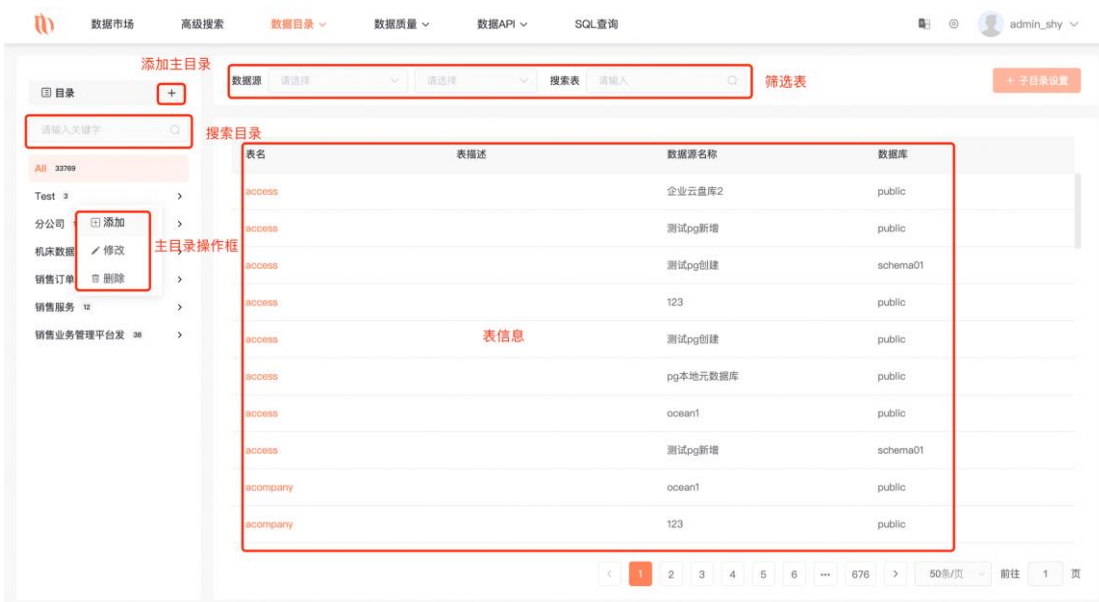 数据市场 高级搜索 数据目录 数据质量 数据API SQL查询 admin_shy
添加主目录
目录 +
数据源 请选择 请选择 搜索表 请输入 筛选表 + 子目录设置
请输入关键字 搜索目录
表名 表描述 数据源名称 数据库
All 33769
access 企业云盘库2 public
Test 3
分公司
添加
access 测试pg新增 public
机床数据
修改
主目录操作框
access 测试pg创建 schema01
销售订单
删除
销售服务 12
access 123 public
销售业务管理平台发 38
表信息
access 测试pg创建 public
access pg本地元数据库 public
access ocean1 public
access 测试pg新增 schema01
acompany ocean1 public
acompany 123 public
< 1 2 3 4 5 6 ••• 676 > 50条/页 前往 1 页